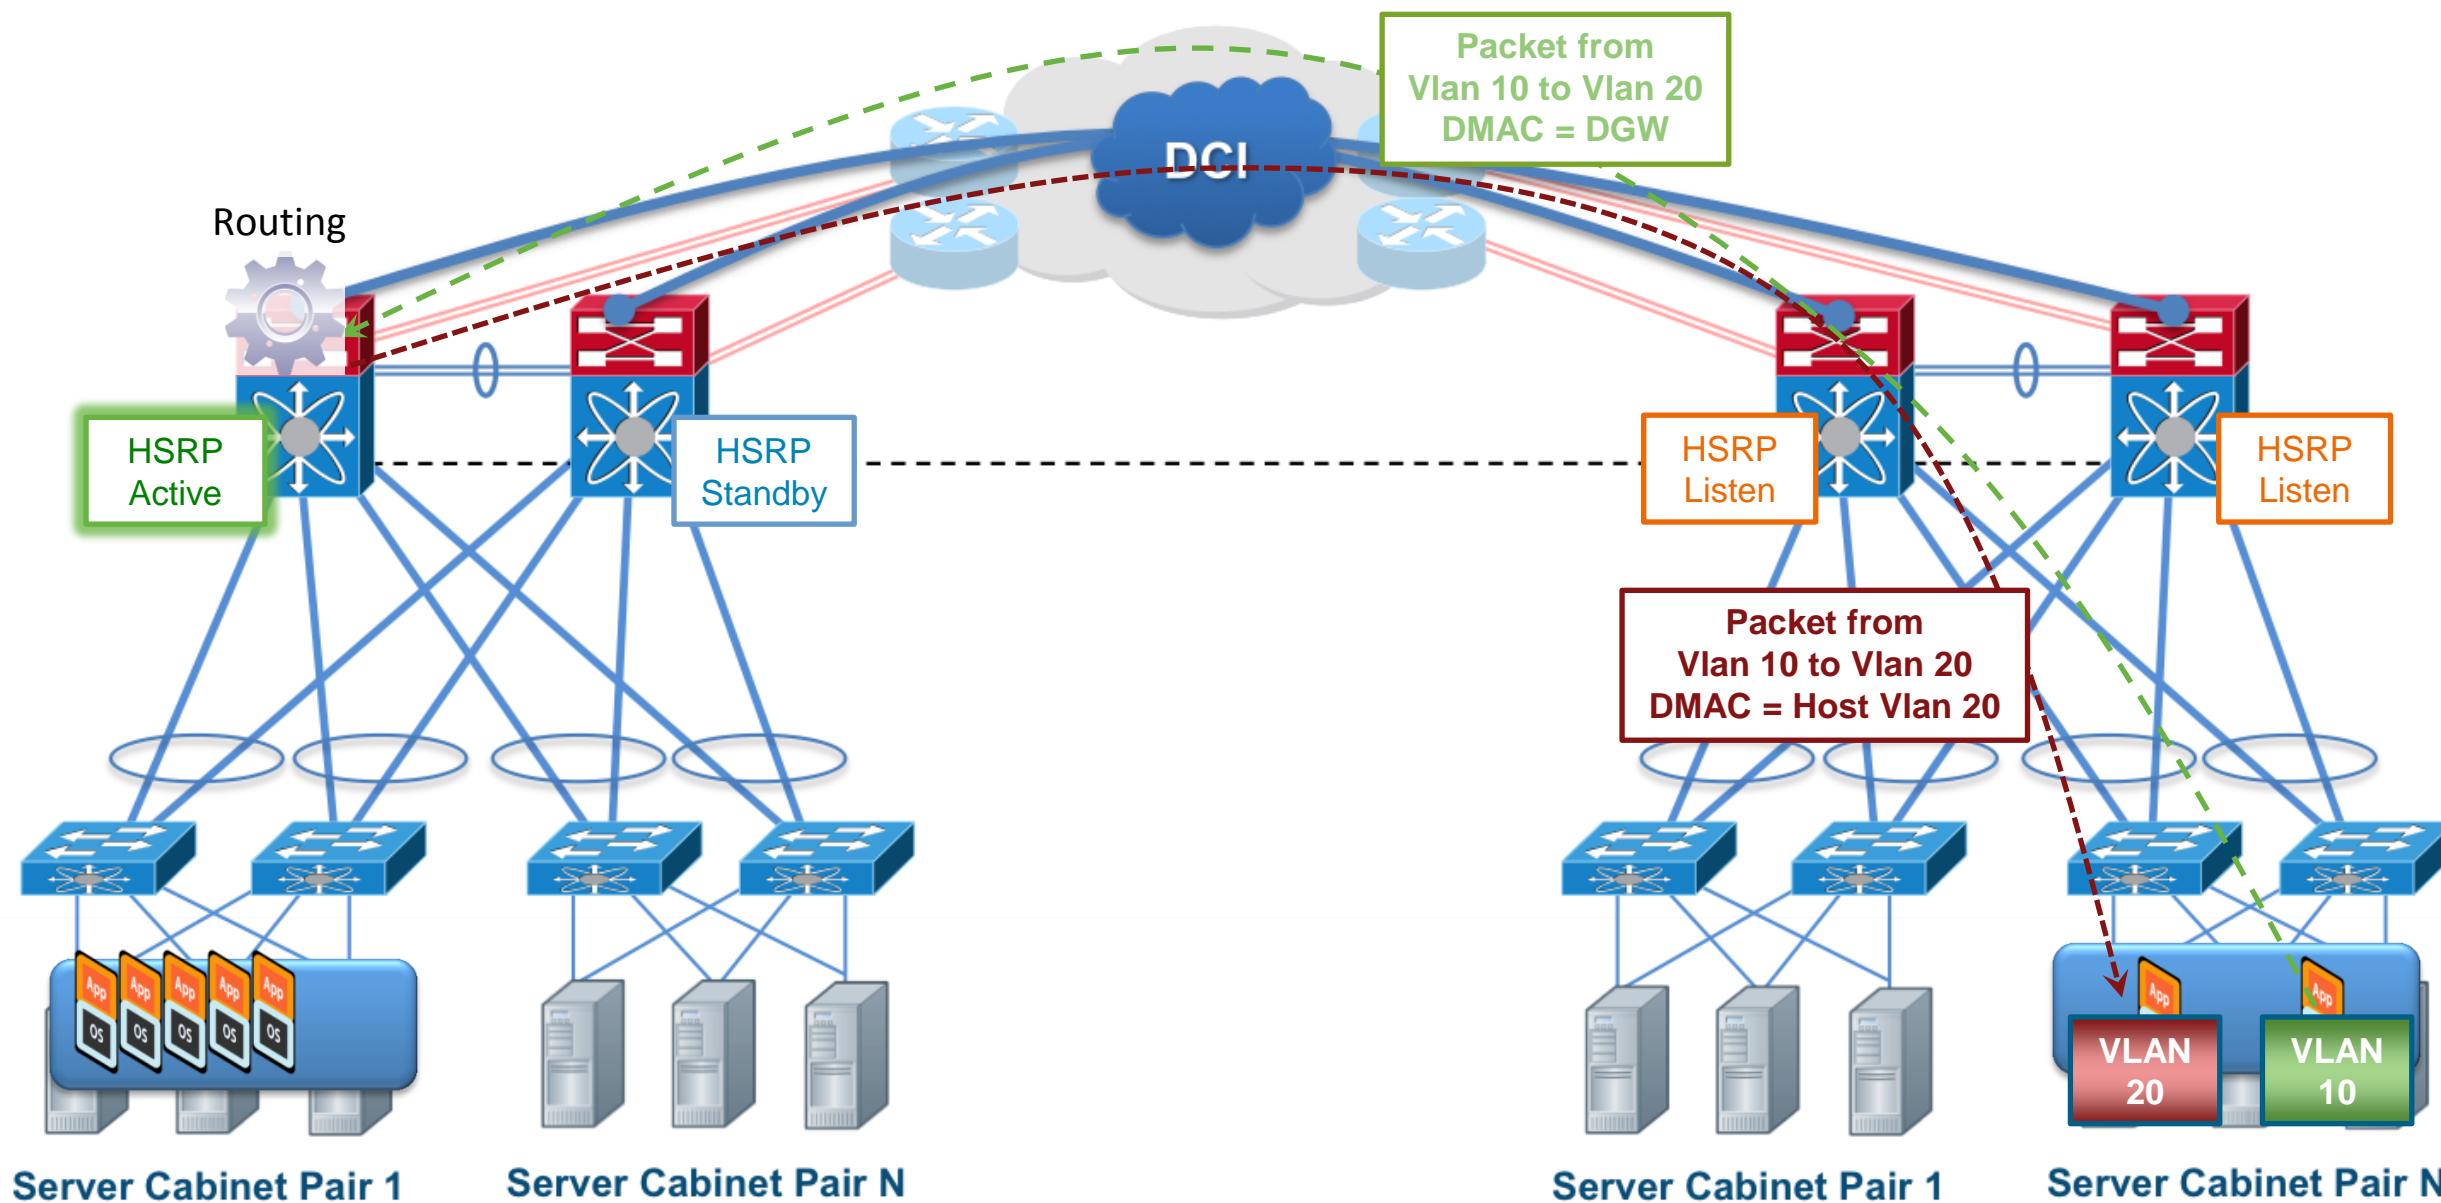 Packet from
Vlan 10 to Vlan 20
DMAC = DGW
DCI
Routing
HSRP
Active
HSRP
Standby
HSRP
Listen
HSRP
Listen
Packet from
Vlan 10 to Vlan 20
DMAC = Host Vlan 20
App
App
App
App
App
OS
OS
OS
OS
OS
App
App
VLAN
20
VLAN
10
Server Cabinet Pair 1
Server Cabinet Pair N
Server Cabinet Pair 1
Server Cabinet Pair N